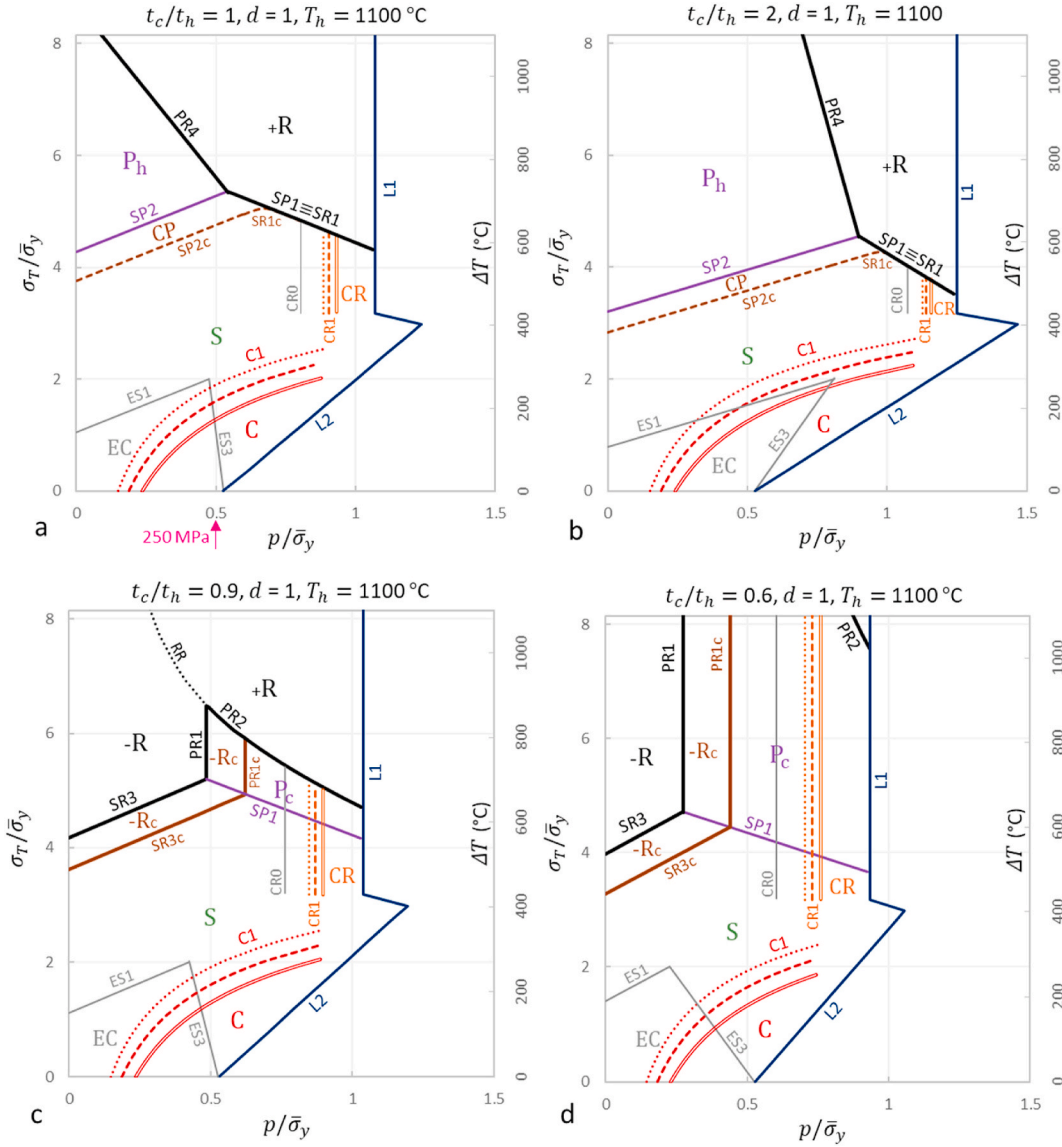 t_c/t_h = 1, d = 1, T_h = 1100 °C
8
6
4
2
0
σ_T/σ̄_y
0
0.5
1
1.5
p/σ̄_y
1000
800
600
400
200
0
ΔT (°C)
PR4
+R
P_h
SP2
CP
SP2c
SP1≡SR1
SR1c
L1
CR0
CR
CR1
S
C1
ES1
EC
C
ES3
L2
a
250 MPa
t_c/t_h = 2, d = 1, T_h = 1100
8
6
4
2
0
σ_T/σ̄_y
0
0.5
1
1.5
p/σ̄_y
1000
800
600
400
200
0
ΔT (°C)
PR4
+R
P_h
L1
SP2
CP
SP2c
SP1≡SR1
SR1c
CR0
CR
CR1
S
C1
ES1
EC
C
ES3
L2
b
t_c/t_h = 0.9, d = 1, T_h = 1100 °C
8
6
4
2
0
σ_T/σ̄_y
0
0.5
1
1.5
p/σ̄_y
1000
800
600
400
200
0
ΔT (°C)
RR
+R
PR2
-R
PR1
-Rc
PR1c
P_c
L1
SR3
SP1
-Rc
SR3c
CR0
CR
CR1
S
C1
ES1
EC
C
ES3
L2
c
t_c/t_h = 0.6, d = 1, T_h = 1100 °C
8
6
4
2
0
σ_T/σ̄_y
0
0.5
1
1.5
p/σ̄_y
1000
800
600
400
200
0
ΔT (°C)
PR1
PR1c
PR2
-R
-Rc
P_c
L1
SR3
SP1
-Rc
SR3c
CR0
CR
CR1
S
C1
ES1
EC
C
ES3
L2
d